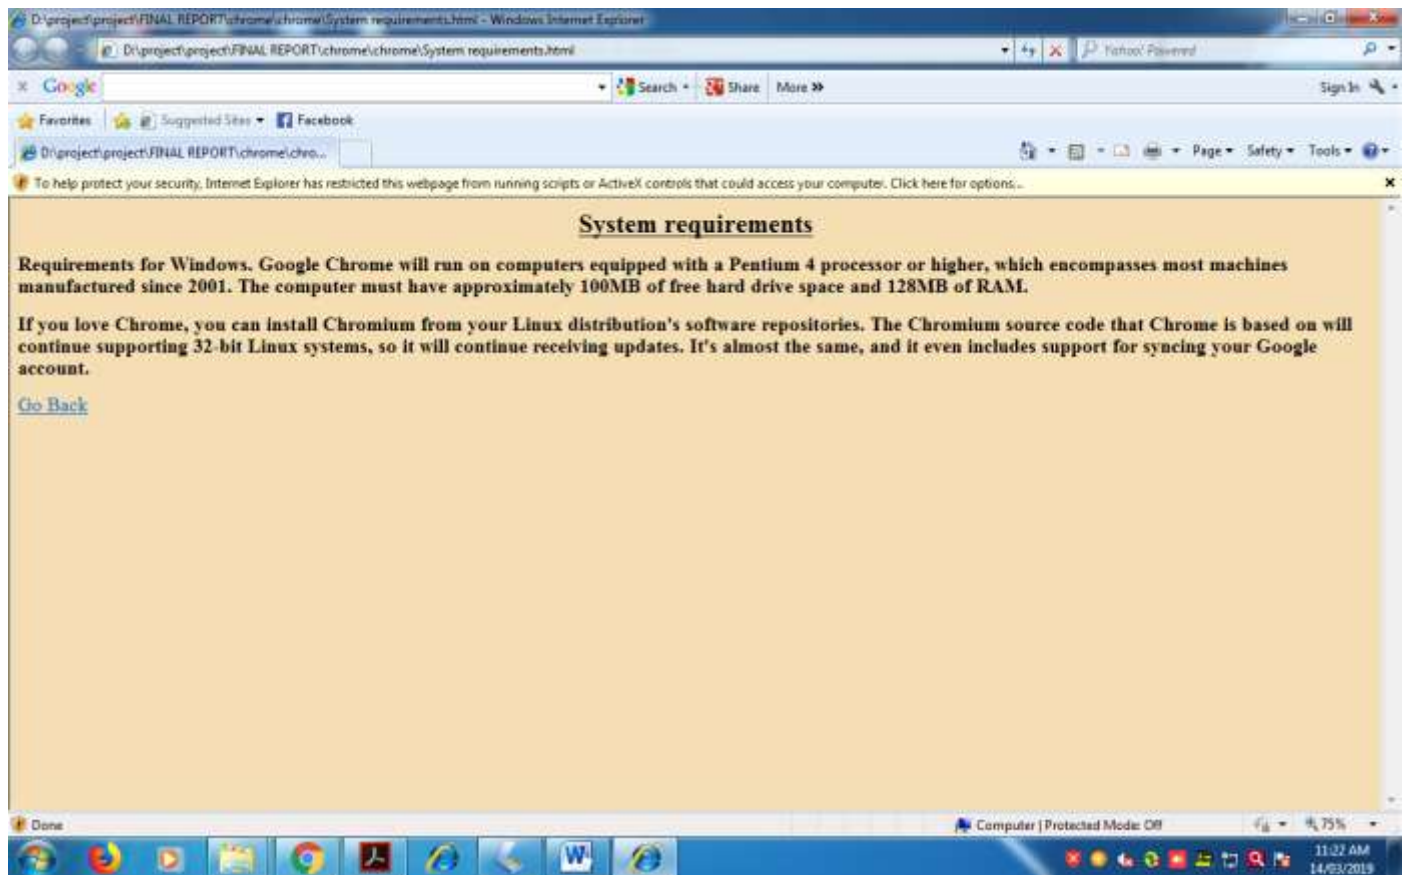 D:\project\project\FINAL REPORT\chrome\chrome\System requirements.html - Windows Internet Explorer
D:\project\project\FINAL REPORT\chrome\chrome\System requirements.html
Yahoo! Powered
x Google Search Share More » Sign In
Favorites Suggested Sites Facebook
D:\project\project\FINAL REPORT\chrome\chro... Page Safety Tools
To help protect your security, Internet Explorer has restricted this webpage from running scripts or ActiveX controls that could access your computer. Click here for options...
System requirements
Requirements for Windows. Google Chrome will run on computers equipped with a Pentium 4 processor or higher, which encompasses most machines
manufactured since 2001. The computer must have approximately 100MB of free hard drive space and 128MB of RAM.
If you love Chrome, you can install Chromium from your Linux distribution's software repositories. The Chromium source code that Chrome is based on will
continue supporting 32-bit Linux systems, so it will continue receiving updates. It's almost the same, and it even includes support for syncing your Google
account.
Go Back
Done Computer | Protected Mode: Off 75%
11:22 AM
14/03/2019